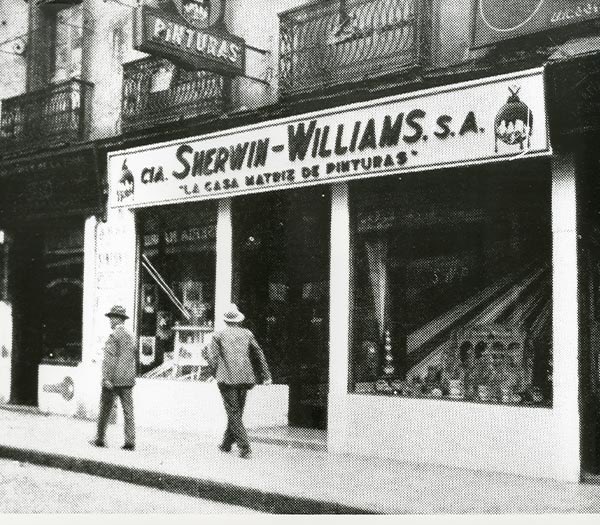 PINTURAS
CIA. SHERWIN-WILLIAMS. S.A.
"LA CASA MATRIZ DE PINTURAS"